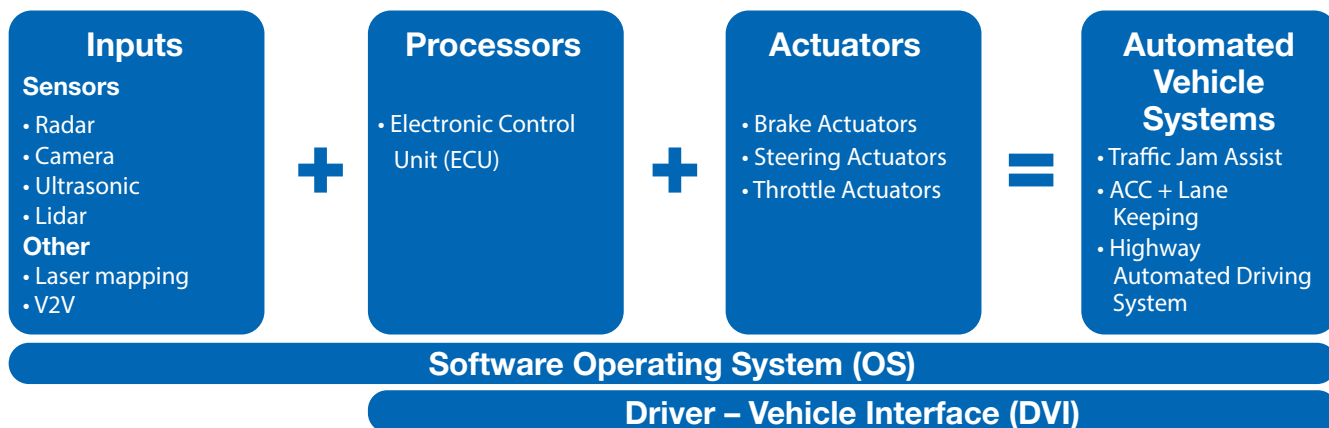 Inputs
Sensors
• Radar
• Camera
• Ultrasonic
• Lidar
Other
• Laser mapping
• V2V
+
Processors
• Electronic Control
Unit (ECU)
+
Actuators
• Brake Actuators
• Steering Actuators
• Throttle Actuators
=
Automated
Vehicle
Systems
• Traffic Jam Assist
• ACC + Lane
Keeping
• Highway
Automated Driving
System
Software Operating System (OS)
Driver – Vehicle Interface (DVI)